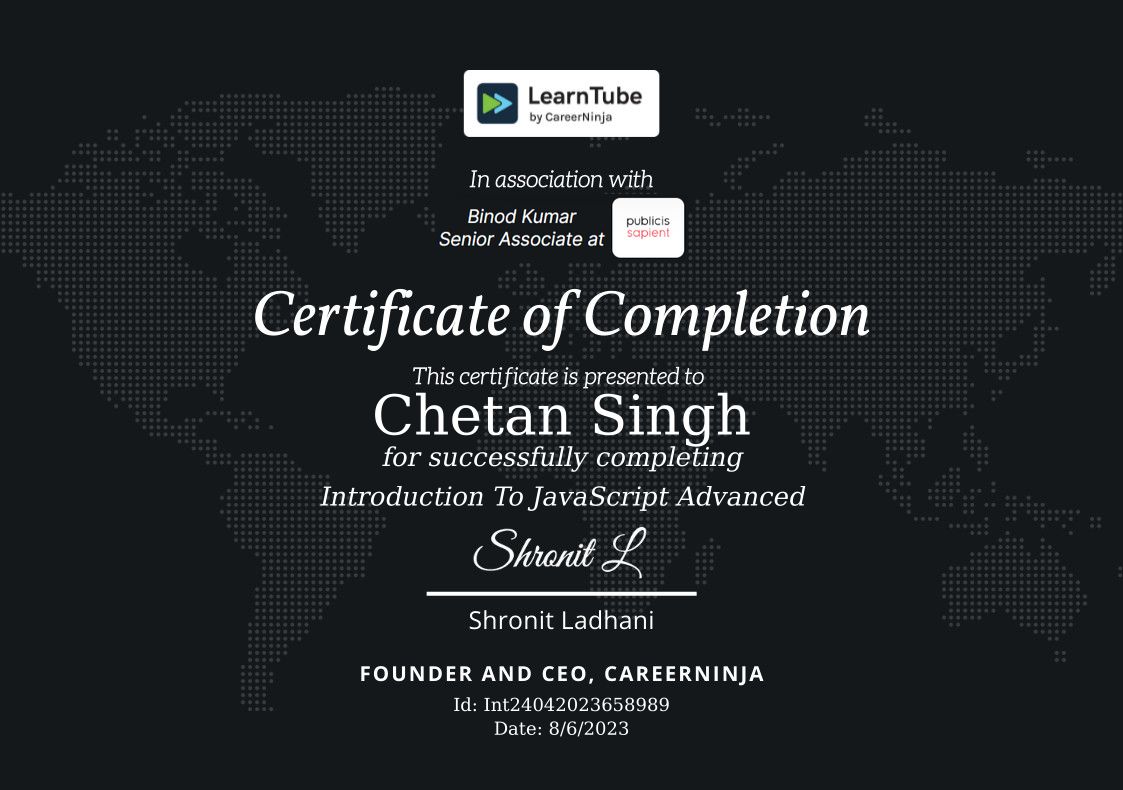 LearnTube
by CareerNinja
In association with
Binod Kumar
Senior Associate at
publicis
sapient
Certificate of Completion
This certificate is presented to
Chetan Singh
for successfully completing
Introduction To JavaScript Advanced
Shronit L
Shronit Ladhani
FOUNDER AND CEO, CAREERNINJA
Id: Int24042023658989
Date: 8/6/2023